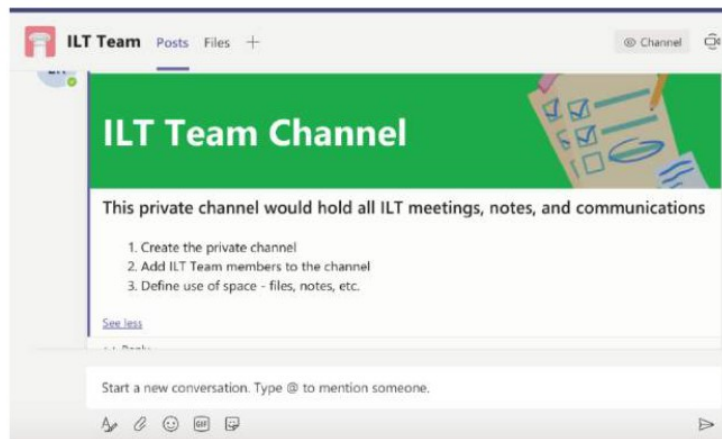 ILT Team Posts Files +
Channel
ILT Team Channel
This private channel would hold all ILT meetings, notes, and communications
1. Create the private channel
2. Add ILT Team members to the channel
3. Define use of space - files, notes, etc.
See less
Start a new conversation. Type @ to mention someone.
GIF